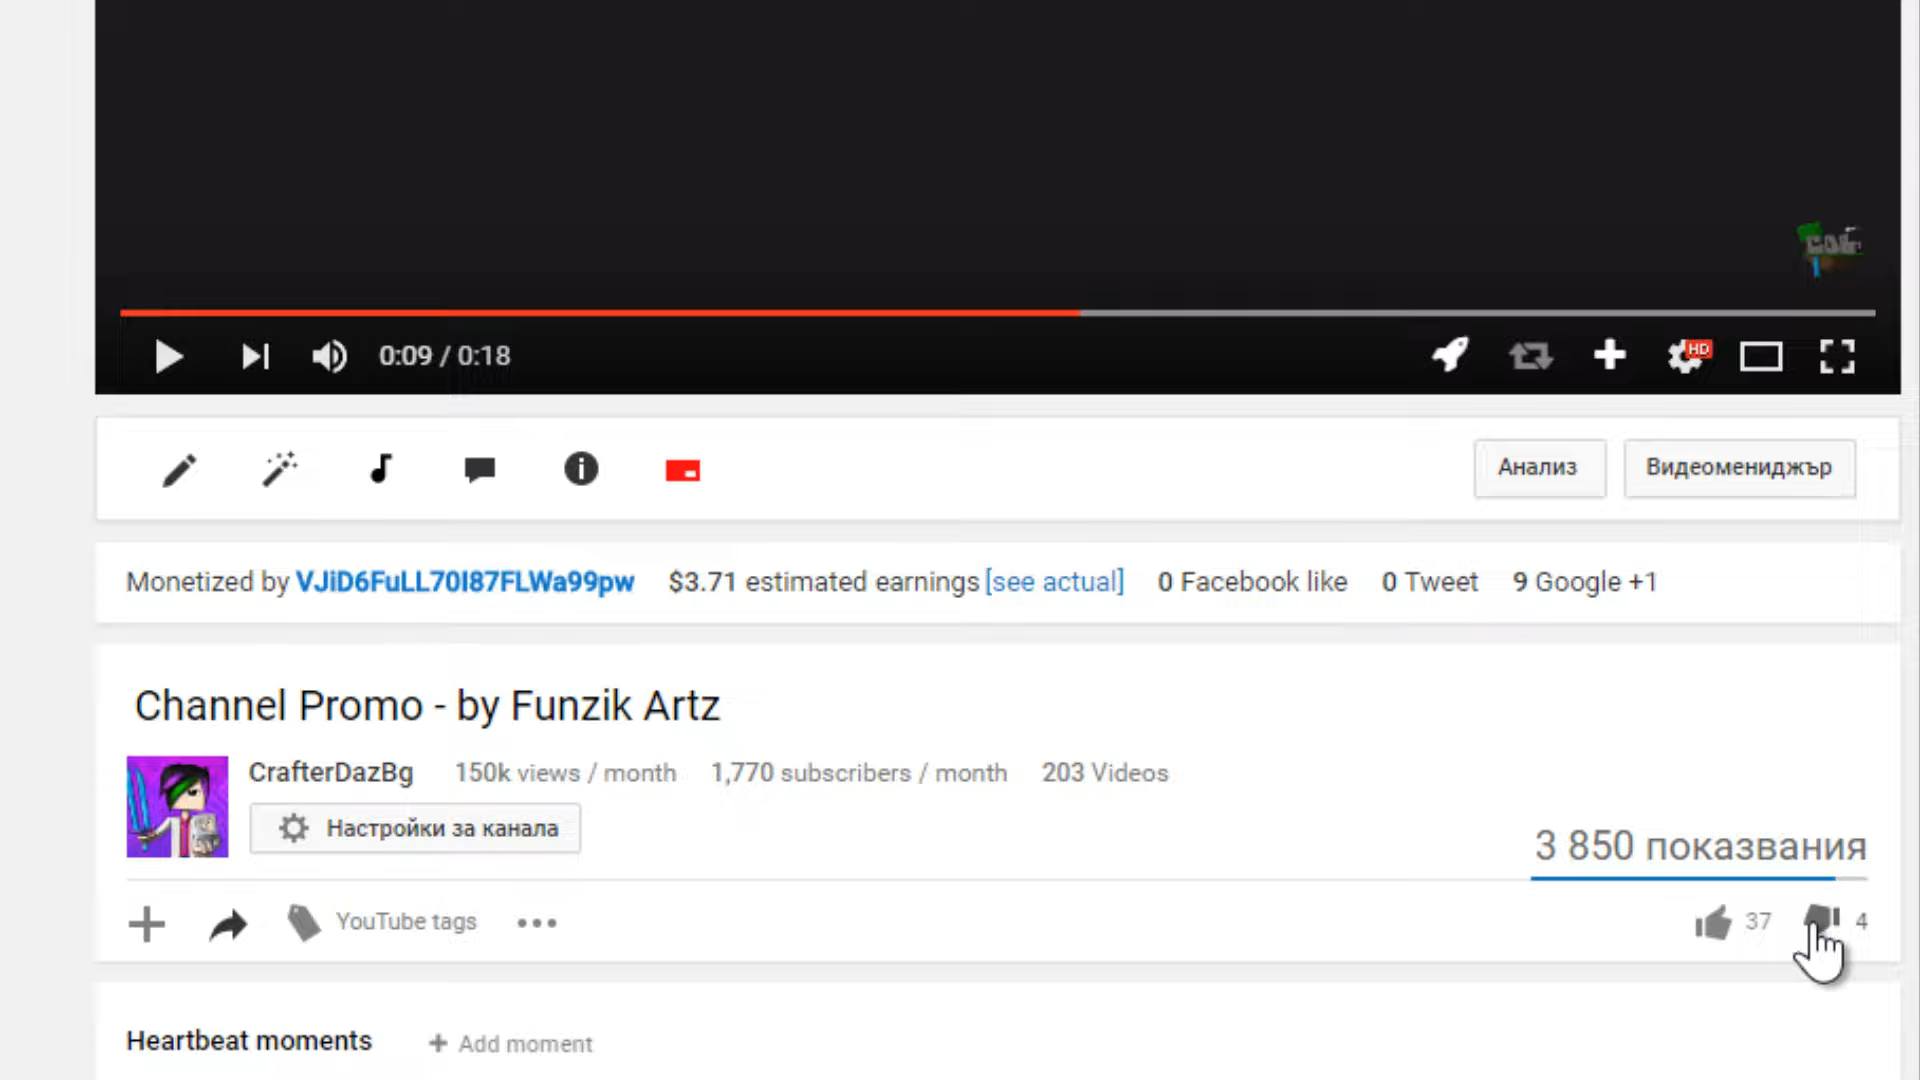 0:09 / 0:18
HD
Анализ
Видеомениджър
Monetized by VJiD6FuLL70I87FLWa99pw $3.71 estimated earnings [see actual] 0 Facebook like 0 Tweet 9 Google +1
Channel Promo - by Funzik Artz
CrafterDazBg 150k views / month 1,770 subscribers / month 203 Videos
Настройки за канала
3 850 показвания
YouTube tags
37
4
Heartbeat moments
+ Add moment